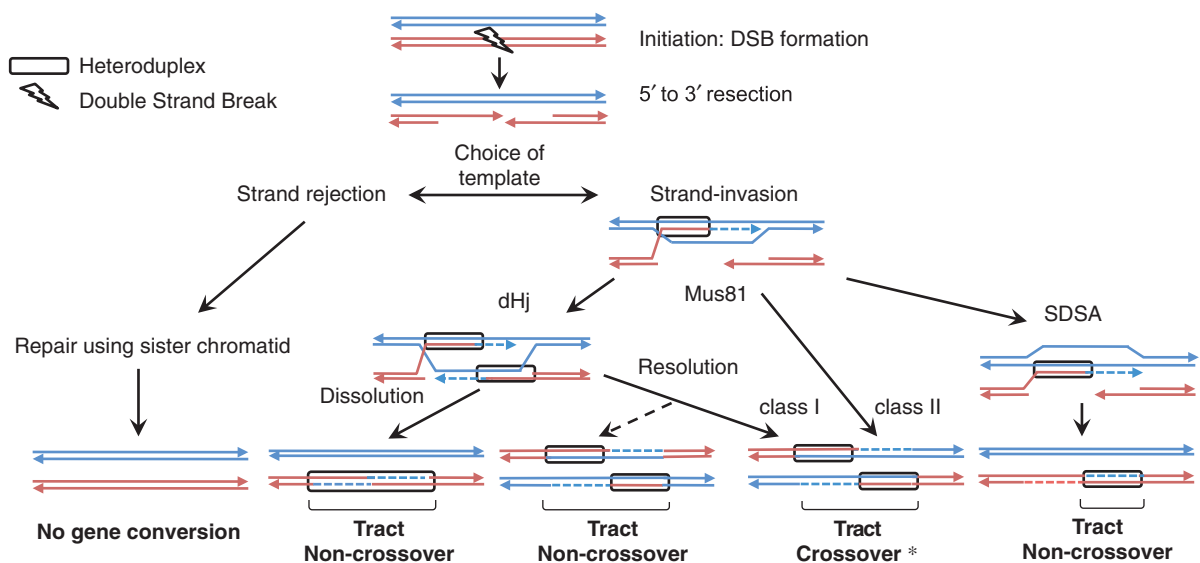 Initiation: DSB formation
Heteroduplex
Double Strand Break
5′ to 3′ resection
Choice of
template
Strand rejection
Strand-invasion
dHj
Mus81
SDSA
Repair using sister chromatid
Resolution
Dissolution
class I
class II
No gene conversion
Tract
Non-crossover
Tract
Non-crossover
Tract
Crossover *
Tract
Non-crossover